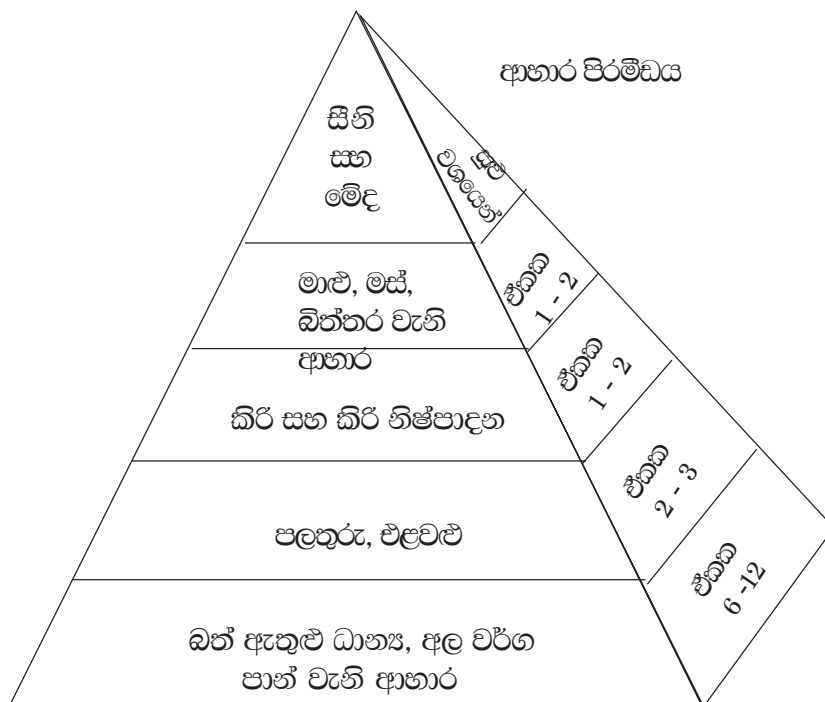 ආහාර පිරමීඩය
සීනි
සහ
මේද
සුළු
වශයෙන්
මාළු, මස්,
බිත්තර වැනි
ආහාර
ඒකක
1 - 2
කිරි සහ කිරි නිෂ්පාදන
ඒකක
1 - 2
පලතුරු, එළවළු
ඒකක
2 - 3
බත් ඇතුළු ධාන්‍ය, අල වර්ග
පාන් වැනි ආහාර
ඒකක
6 -12